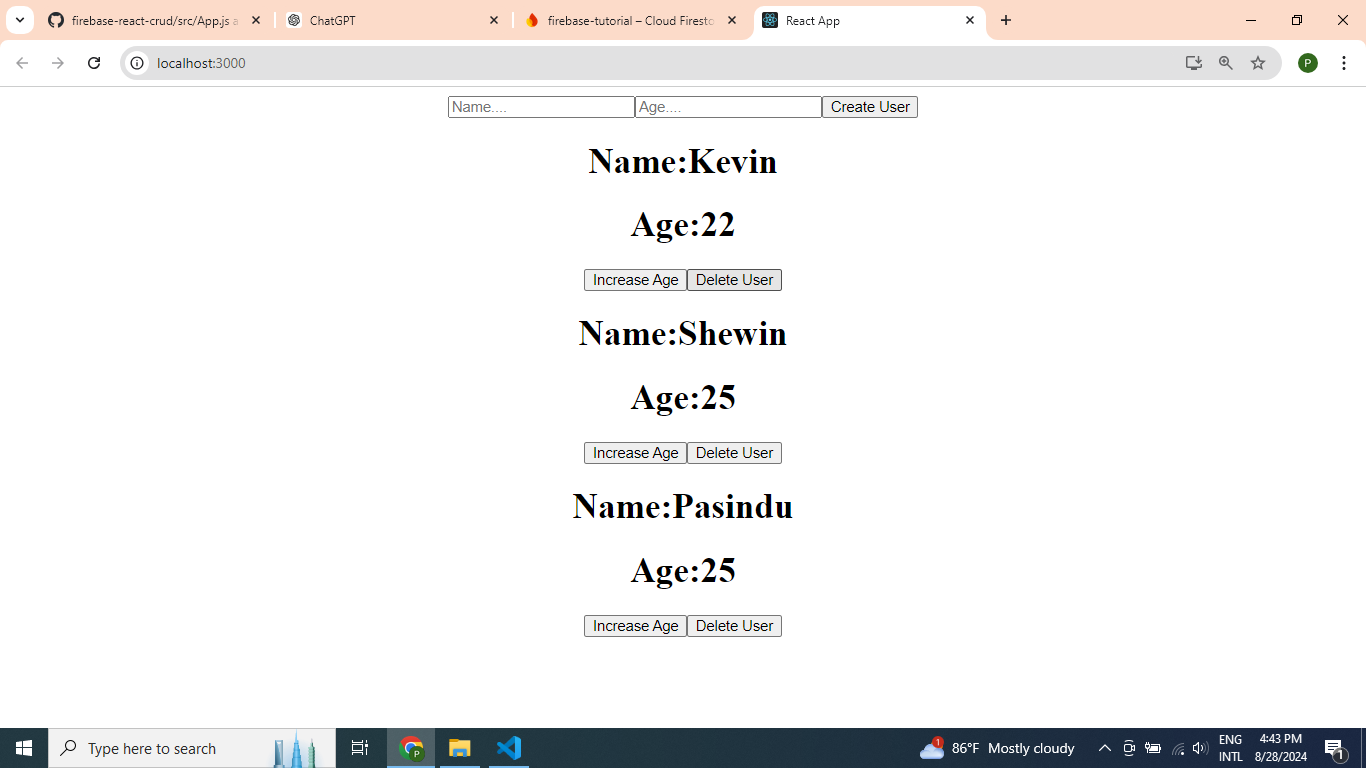 firebase-react-crud/src/App.js a
ChatGPT
firebase-tutorial – Cloud Firesto
React App
localhost:3000
P
Name.... Age.... Create User
Name:Kevin
Age:22
Increase Age Delete User
Name:Shewin
Age:25
Increase Age Delete User
Name:Pasindu
Age:25
Increase Age Delete User
Type here to search
P
1
86°F Mostly cloudy
ENG
INTL
4:43 PM
8/28/2024
1